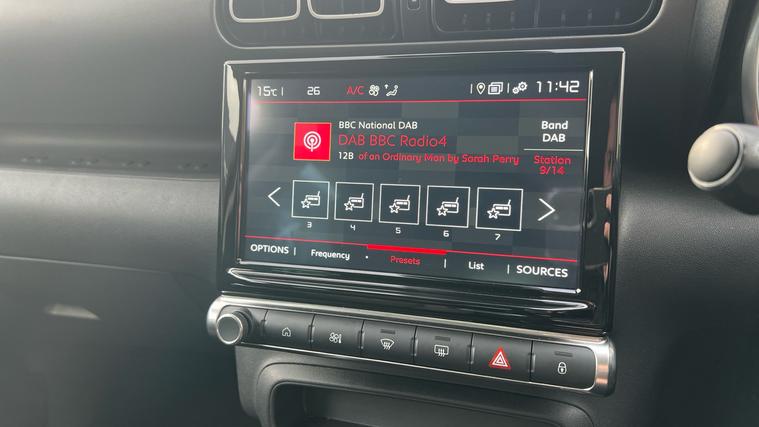 15°C 26 A/C 11:42
BBC National DAB
DAB BBC Radio4
12B of an Ordinary Man by Sarah Perry
Band
DAB
Station
9/14
3 4 5 6 7
OPTIONS Frequency Presets List SOURCES